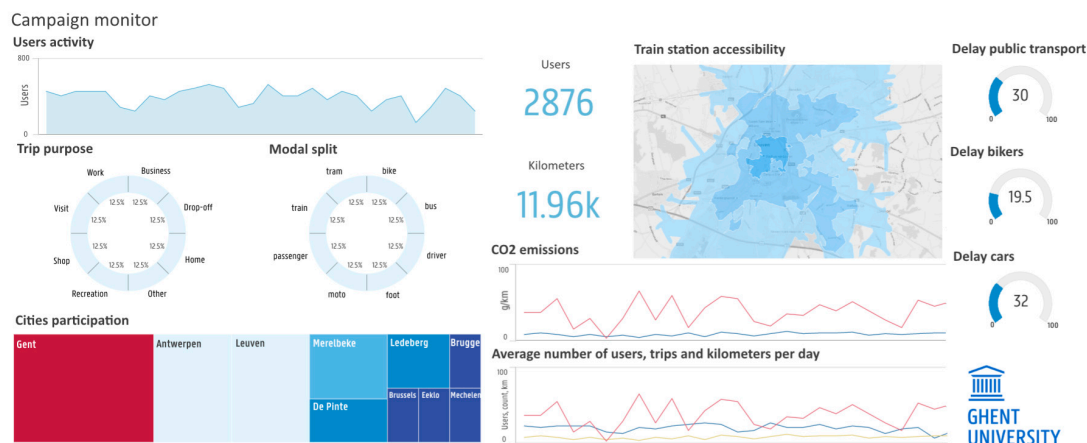 Campaign monitor
Users activity
800
Users
0
Trip purpose
Work
Business
Visit
Drop-off
Shop
Home
Recreation
Other
12.5%
12.5%
12.5%
12.5%
12.5%
12.5%
12.5%
12.5%
Modal split
tram
bike
train
bus
passenger
driver
moto
foot
12.5%
12.5%
12.5%
12.5%
12.5%
12.5%
12.5%
12.5%
Cities participation
Gent
Antwerpen
Leuven
Merelbeke
De Pinte
Ledeberg
Brugge
Brussels
Eeklo
Mechelen
Users
2876
Kilometers
11.96k
Train station accessibility
CO2 emissions
100
g/km
0
Average number of users, trips and kilometers per day
100
Users, count, km
0
Delay public transport
30
0
100
Delay bikers
19.5
0
100
Delay cars
32
0
100
GHENT
UNIVERSITY